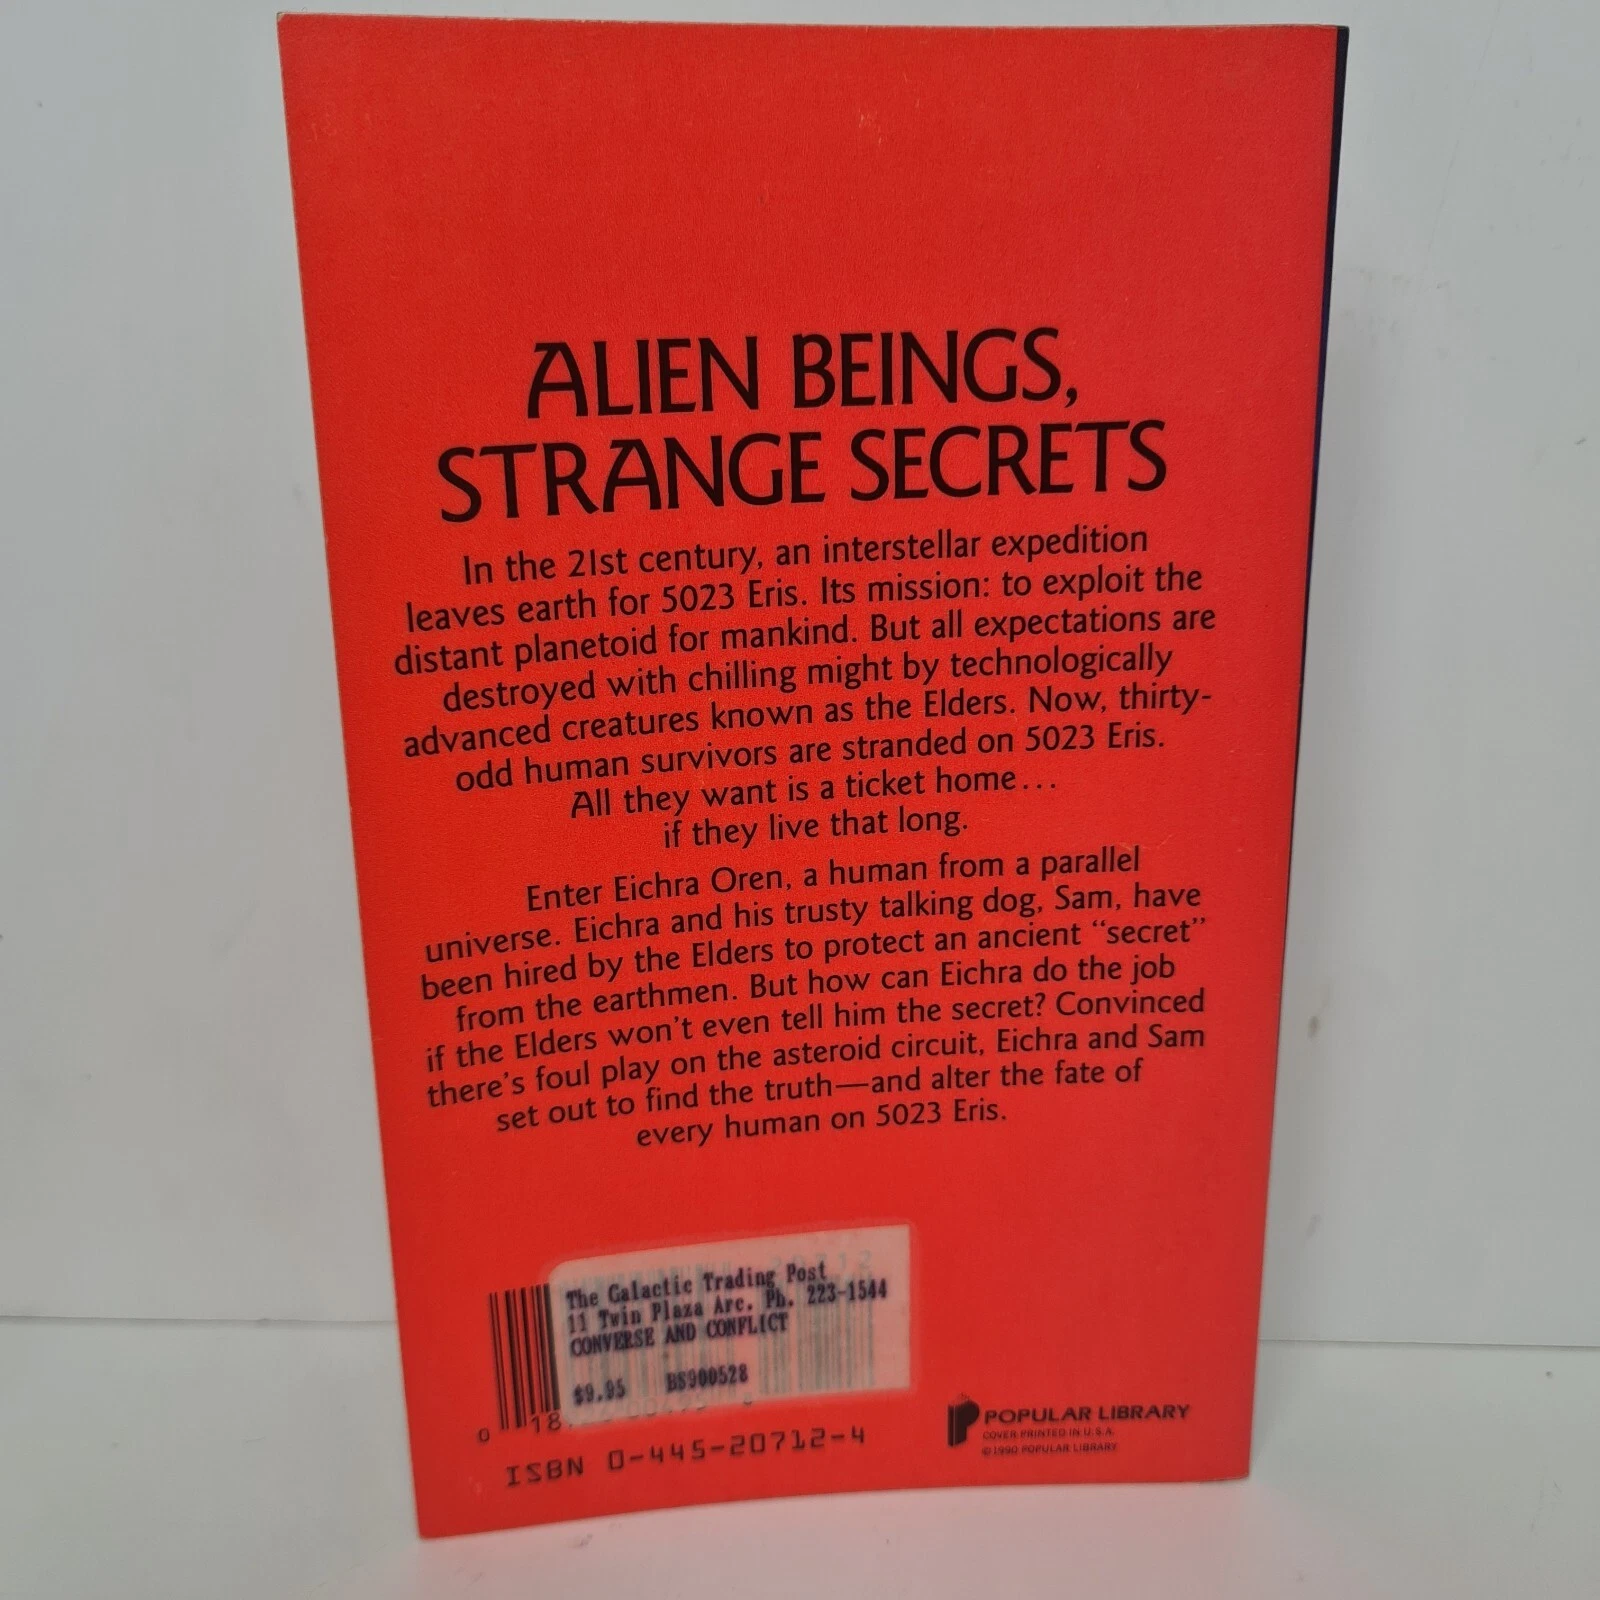 ALIEN BEINGS,
STRANGE SECRETS
In the 21st century, an interstellar expedition
leaves earth for 5023 Eris. Its mission: to exploit the
distant planetoid for mankind. But all expectations are
destroyed with chilling might by technologically
advanced creatures known as the Elders. Now, thirty-
odd human survivors are stranded on 5023 Eris.
All they want is a ticket home...
if they live that long.
Enter Eichra Oren, a human from a parallel
universe. Eichra and his trusty talking dog, Sam, have
been hired by the Elders to protect an ancient “secret”
from the earthmen. But how can Eichra do the job
if the Elders won't even tell him the secret? Convinced
there's foul play on the asteroid circuit, Eichra and Sam
set out to find the truth—and alter the fate of
every human on 5023 Eris.
The Galactic Trading Post
11 Twin Plaza Arc. Ph. 223-1544
CONVERSE AND CONFLICT
$9.95 BS900528
0 18
ISBN 0-445-20712-4
POPULAR LIBRARY
COVER PRINTED IN U.S.A.
©1990 POPULAR LIBRARY